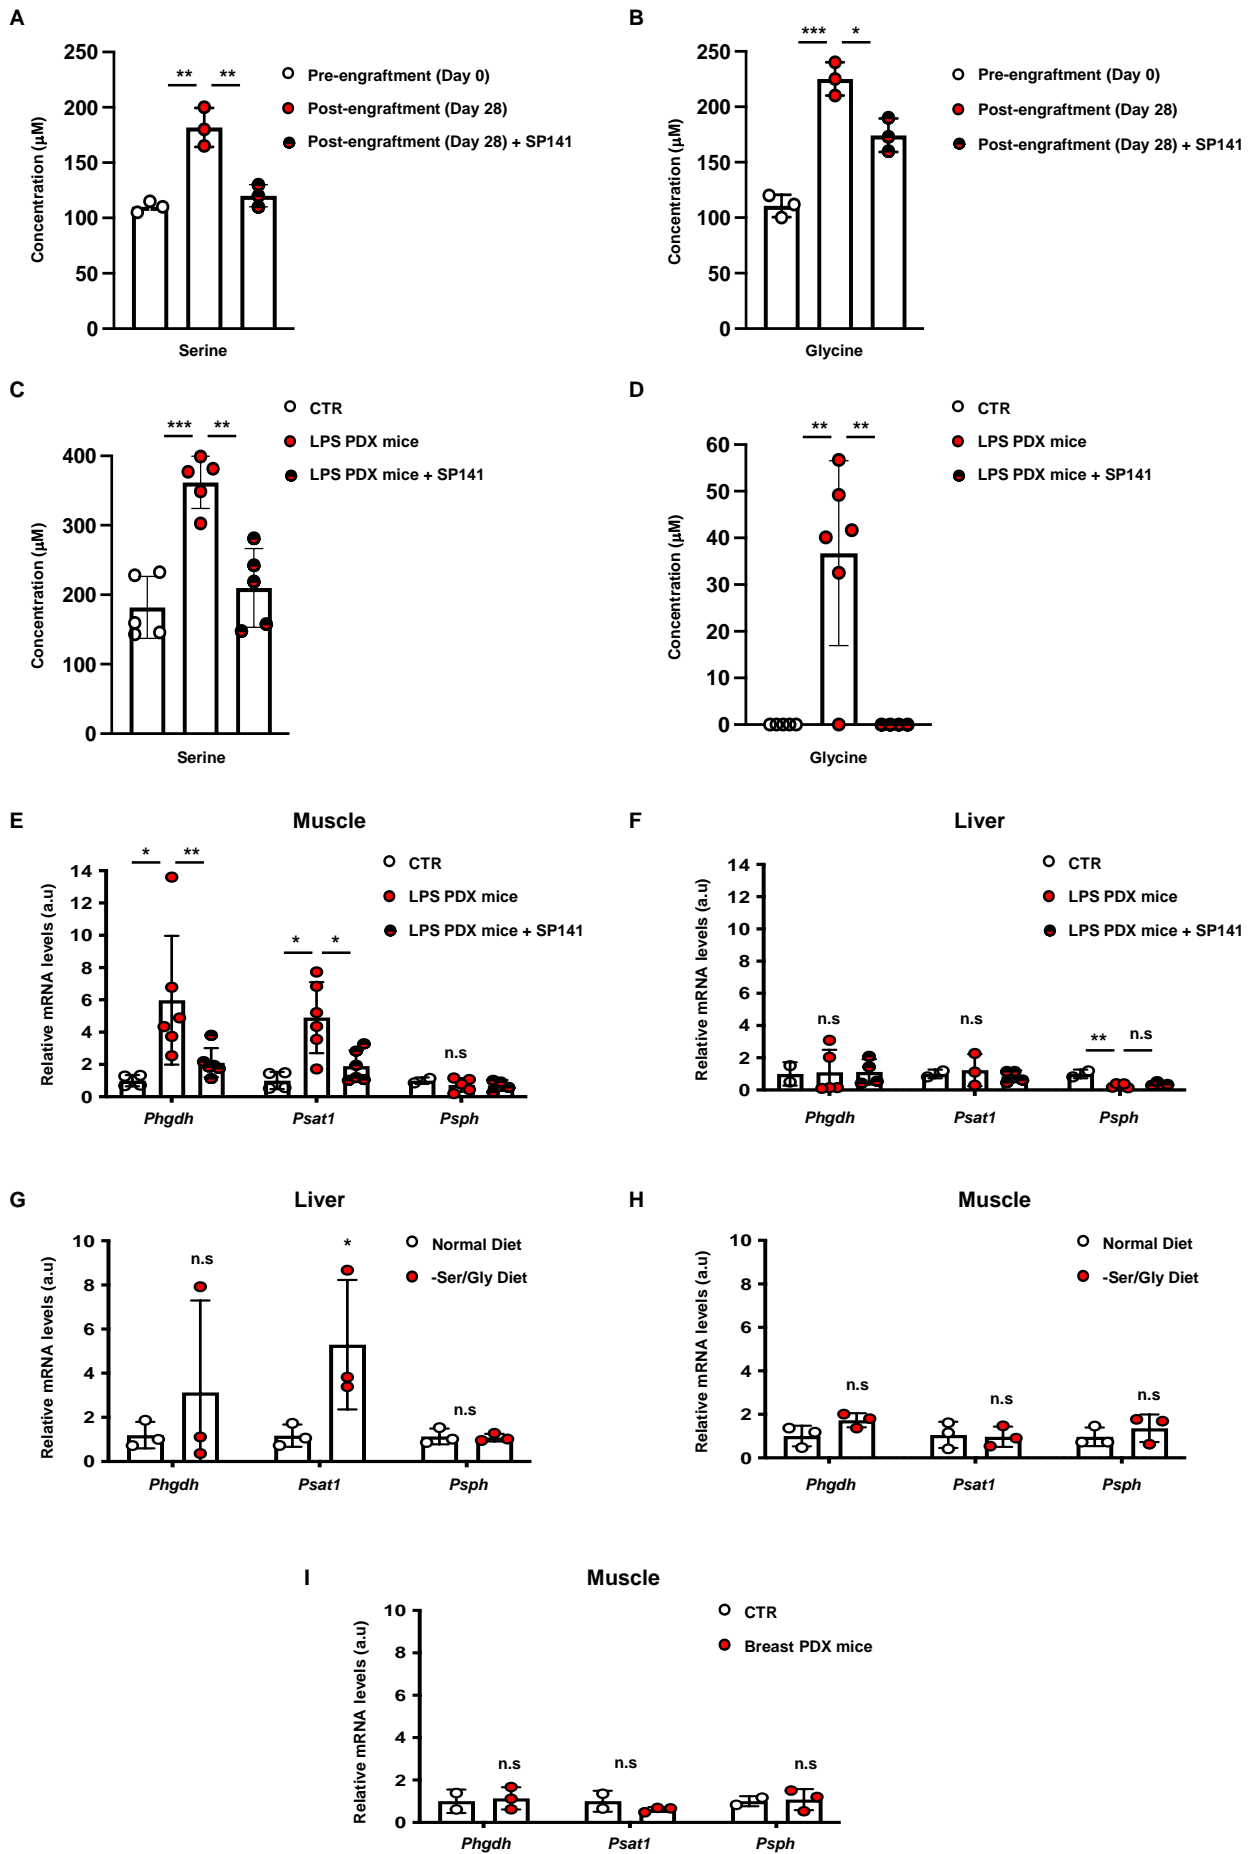 A
Concentration (µM)
250
200
150
100
50
0
** **
Serine
Pre-engraftment (Day 0)
Post-engraftment (Day 28)
Post-engraftment (Day 28) + SP141
B
Concentration (µM)
250
200
150
100
50
0
*** *
Glycine
Pre-engraftment (Day 0)
Post-engraftment (Day 28)
Post-engraftment (Day 28) + SP141
C
Concentration (µM)
400
300
200
100
0
*** **
Serine
CTR
LPS PDX mice
LPS PDX mice + SP141
D
Concentration (µM)
60
50
40
30
20
10
0
** **
Glycine
CTR
LPS PDX mice
LPS PDX mice + SP141
E
Muscle
Relative mRNA levels (a.u)
14
12
10
8
6
4
2
0
* **
* *
n.s
Phgdh Psat1 Psph
CTR
LPS PDX mice
LPS PDX mice + SP141
F
Liver
Relative mRNA levels (a.u)
14
12
10
8
6
4
2
0
n.s
n.s
** n.s
Phgdh Psat1 Psph
CTR
LPS PDX mice
LPS PDX mice + SP141
G
Liver
Relative mRNA levels (a.u)
10
8
6
4
2
0
n.s
*
n.s
Phgdh Psat1 Psph
Normal Diet
-Ser/Gly Diet
H
Muscle
Relative mRNA levels (a.u)
10
8
6
4
2
0
n.s
n.s
n.s
Phgdh Psat1 Psph
Normal Diet
-Ser/Gly Diet
I
Muscle
Relative mRNA levels (a.u)
10
8
6
4
2
0
n.s
n.s
n.s
Phgdh Psat1 Psph
CTR
Breast PDX mice